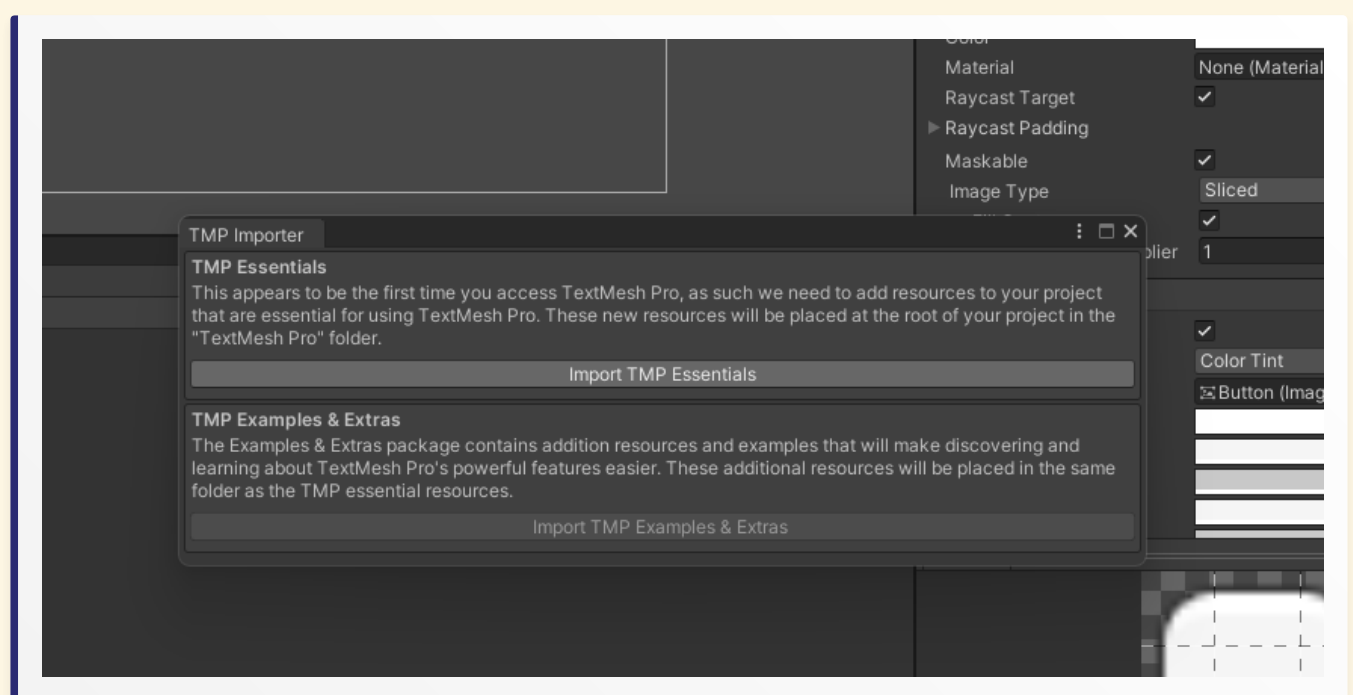 Material
None (Material
Raycast Target
Raycast Padding
Maskable
Image Type
Sliced
TMP Importer
plier
1
TMP Essentials
This appears to be the first time you access TextMesh Pro, as such we need to add resources to your project
that are essential for using TextMesh Pro. These new resources will be placed at the root of your project in the
"TextMesh Pro" folder.
Import TMP Essentials
Color Tint
Button (Imag
TMP Examples & Extras
The Examples & Extras package contains addition resources and examples that will make discovering and
learning about TextMesh Pro's powerful features easier. These additional resources will be placed in the same
folder as the TMP essential resources.
Import TMP Examples & Extras